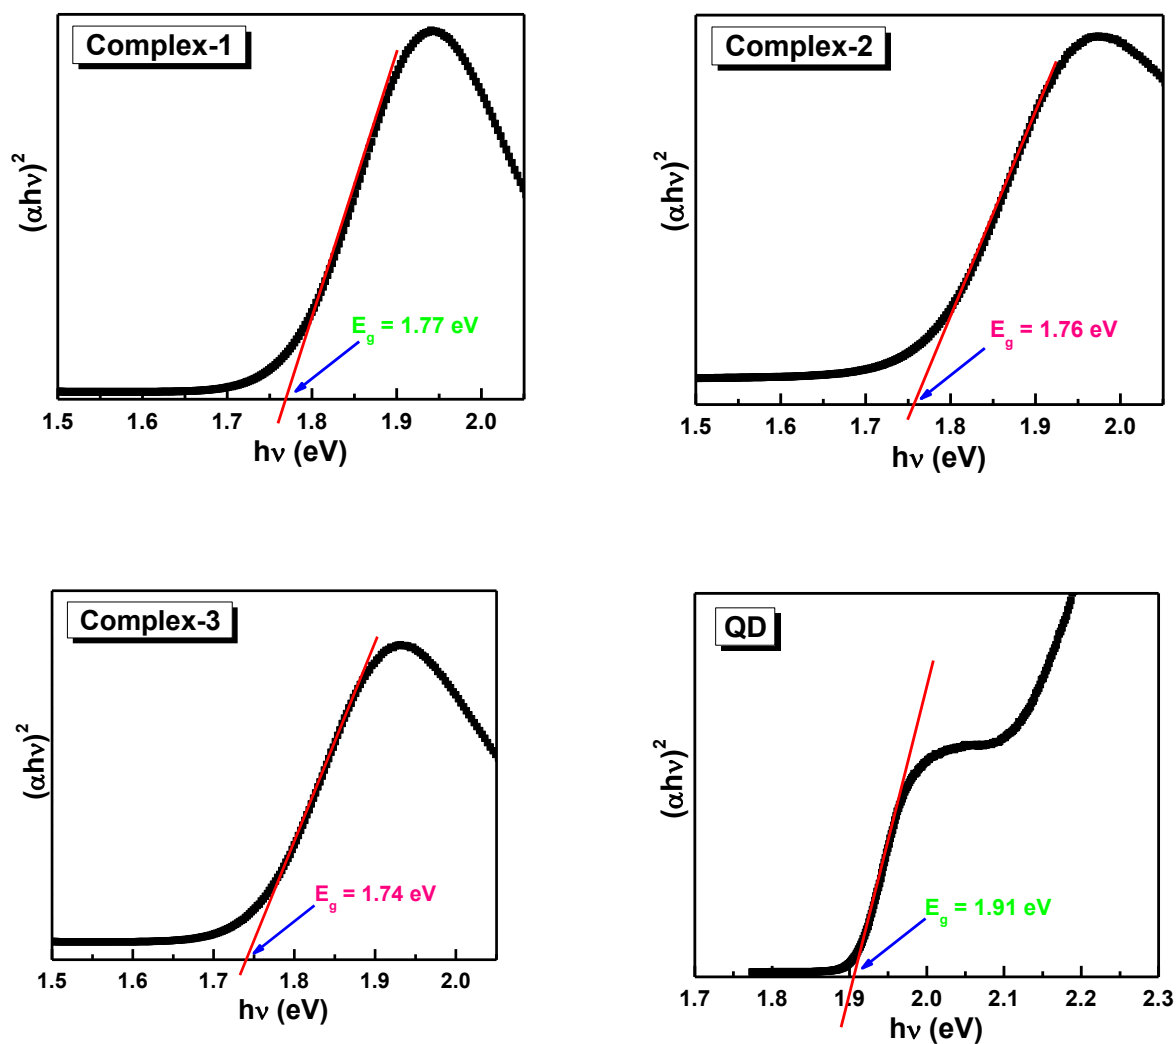 Complex-1
(αhν)²
E_g = 1.77 eV
1.5 1.6 1.7 1.8 1.9 2.0
hν (eV)
Complex-2
(αhν)²
E_g = 1.76 eV
1.5 1.6 1.7 1.8 1.9 2.0
hν (eV)
Complex-3
(αhν)²
E_g = 1.74 eV
1.5 1.6 1.7 1.8 1.9 2.0
hν (eV)
QD
(αhν)²
E_g = 1.91 eV
1.7 1.8 1.9 2.0 2.1 2.2 2.3
hν (eV)